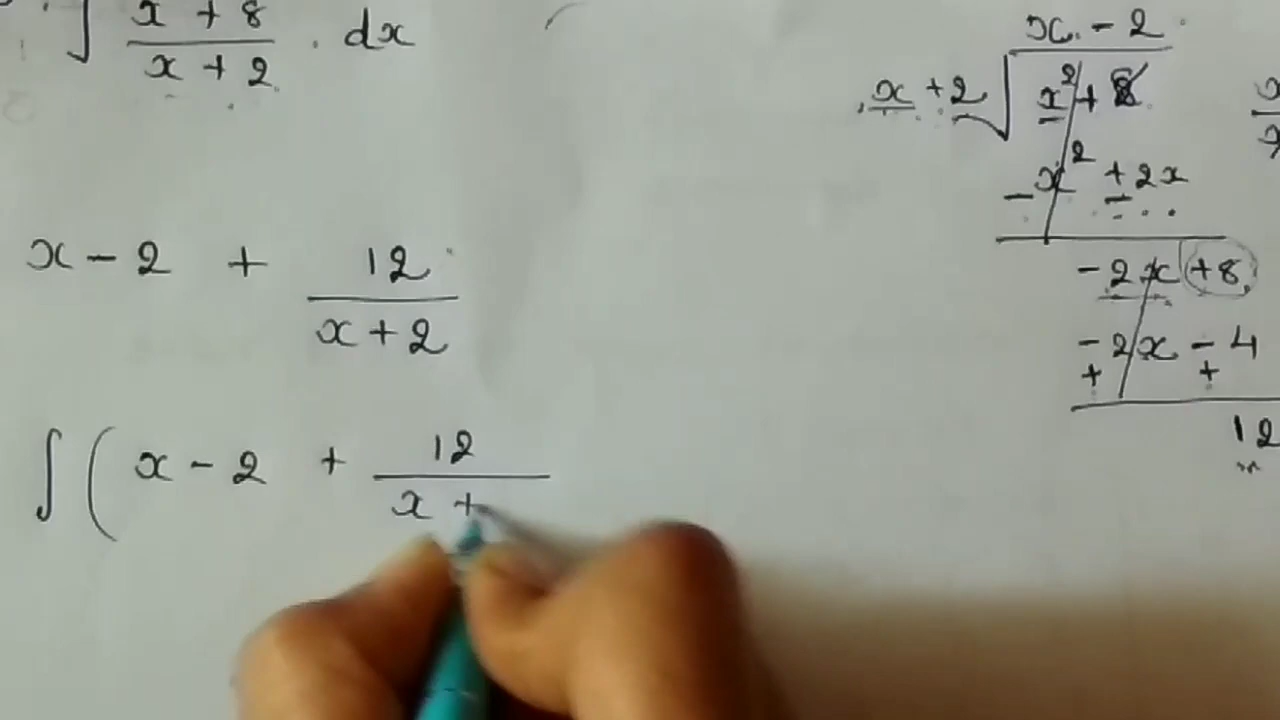 ∫ x + 8 / x + 2 . dx
x - 2 + 12 / x + 2
∫ ( x - 2 + 12 / x +
x - 2
x + 2 √ x² + 8
- x² + 2x
-
- 2x + 8
- 2x - 4
+ +
12